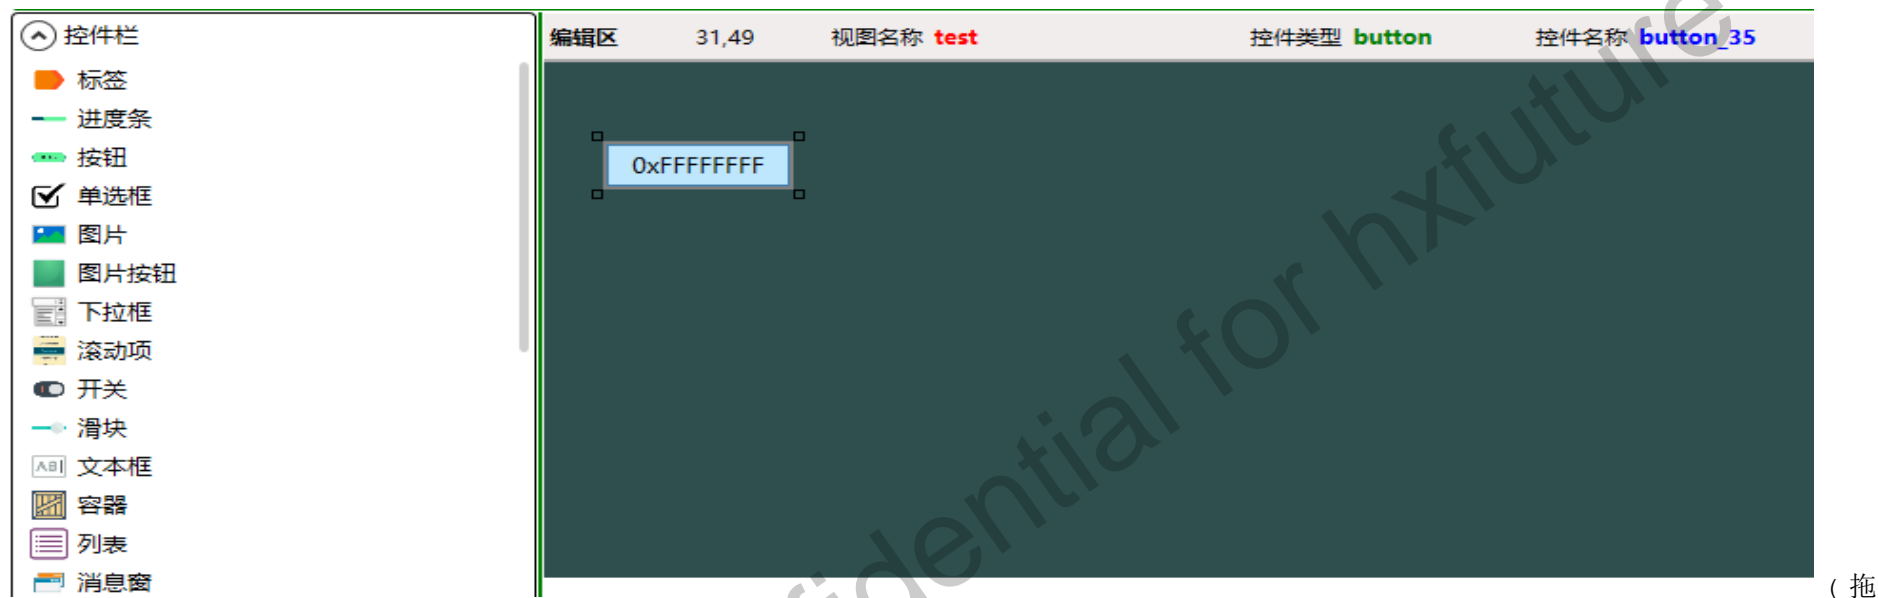 控件栏
标签
进度条
按钮
单选框
图片
图片按钮
下拉框
滚动项
开关
滑块
文本框
容器
列表
消息窗
编辑区 31,49 视图名称 test 控件类型 button 控件名称 button_35
0xFFFFFFFF
fidential for hxfuture
(拖